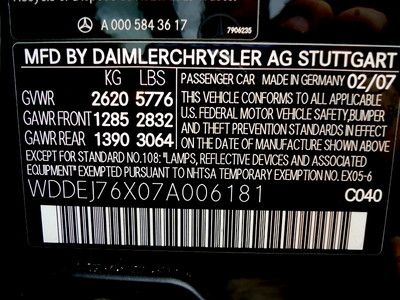 A 000 584 36 17
7906235
MFD BY DAIMLERCHRYSLER AG STUTTGART
KG LBS PASSENGER CAR MADE IN GERMANY 02/07
GVWR 2620 5776 THIS VEHICLE CONFORMS TO ALL APPLICABLE
GAWR FRONT 1285 2832 U.S. FEDERAL MOTOR VEHICLE SAFETY, BUMPER
GAWR REAR 1390 3064 AND THEFT PREVENTION STANDARDS IN EFFECT
ON THE DATE OF MANUFACTURE SHOWN ABOVE
EXCEPT FOR STANDARD NO.108: "LAMPS, REFLECTIVE DEVICES AND ASSOCIATED
EQUIPMENT" EXEMPTED PURSUANT TO NHTSA TEMPORARY EXEMPTION NO. EX05-6
WDDEJ76X07A006181 C040